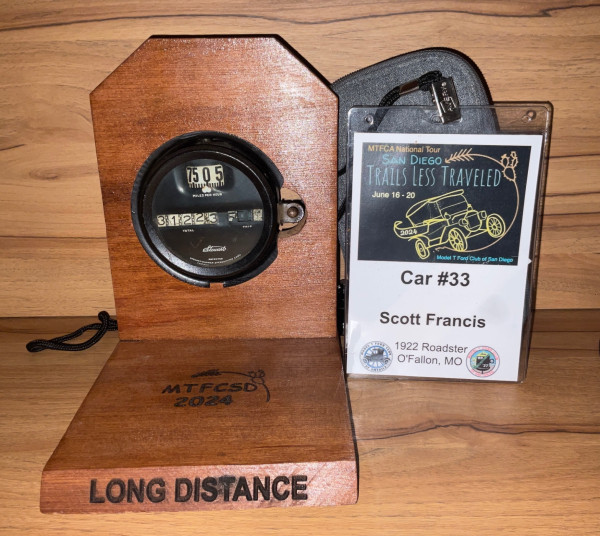 7505
MILES PER HOUR
TOTAL
TRIP
Stewart
MTFCSD
2024
LONG DISTANCE
MTFCA National Tour
SAN DIEGO
TRAILS LESS TRAVELED
June 16 - 20
2024
Model T Ford Club of San Diego
Car #33
Scott Francis
1922 Roadster
O'Fallon, MO